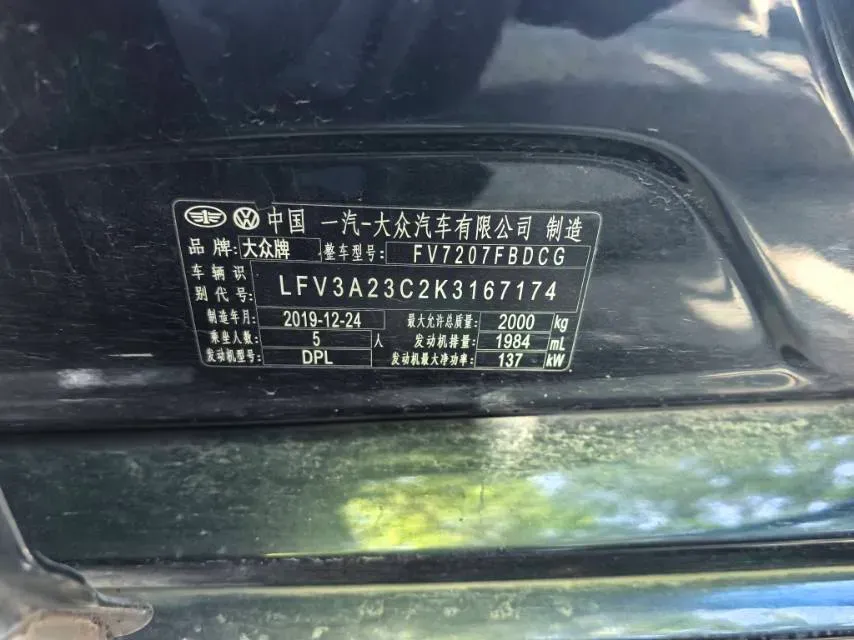 中国 一汽-大众汽车有限公司 制造
品牌: 大众牌 整车型号: FV7207FBDCG
车辆识别代号: LFV3A23C2K3167174
制造年月: 2019-12-24 最大允许总质量: 2000 kg
乘座人数: 5 人 发动机排量: 1984 mL
发动机型号: DPL 发动机最大净功率: 137 kW